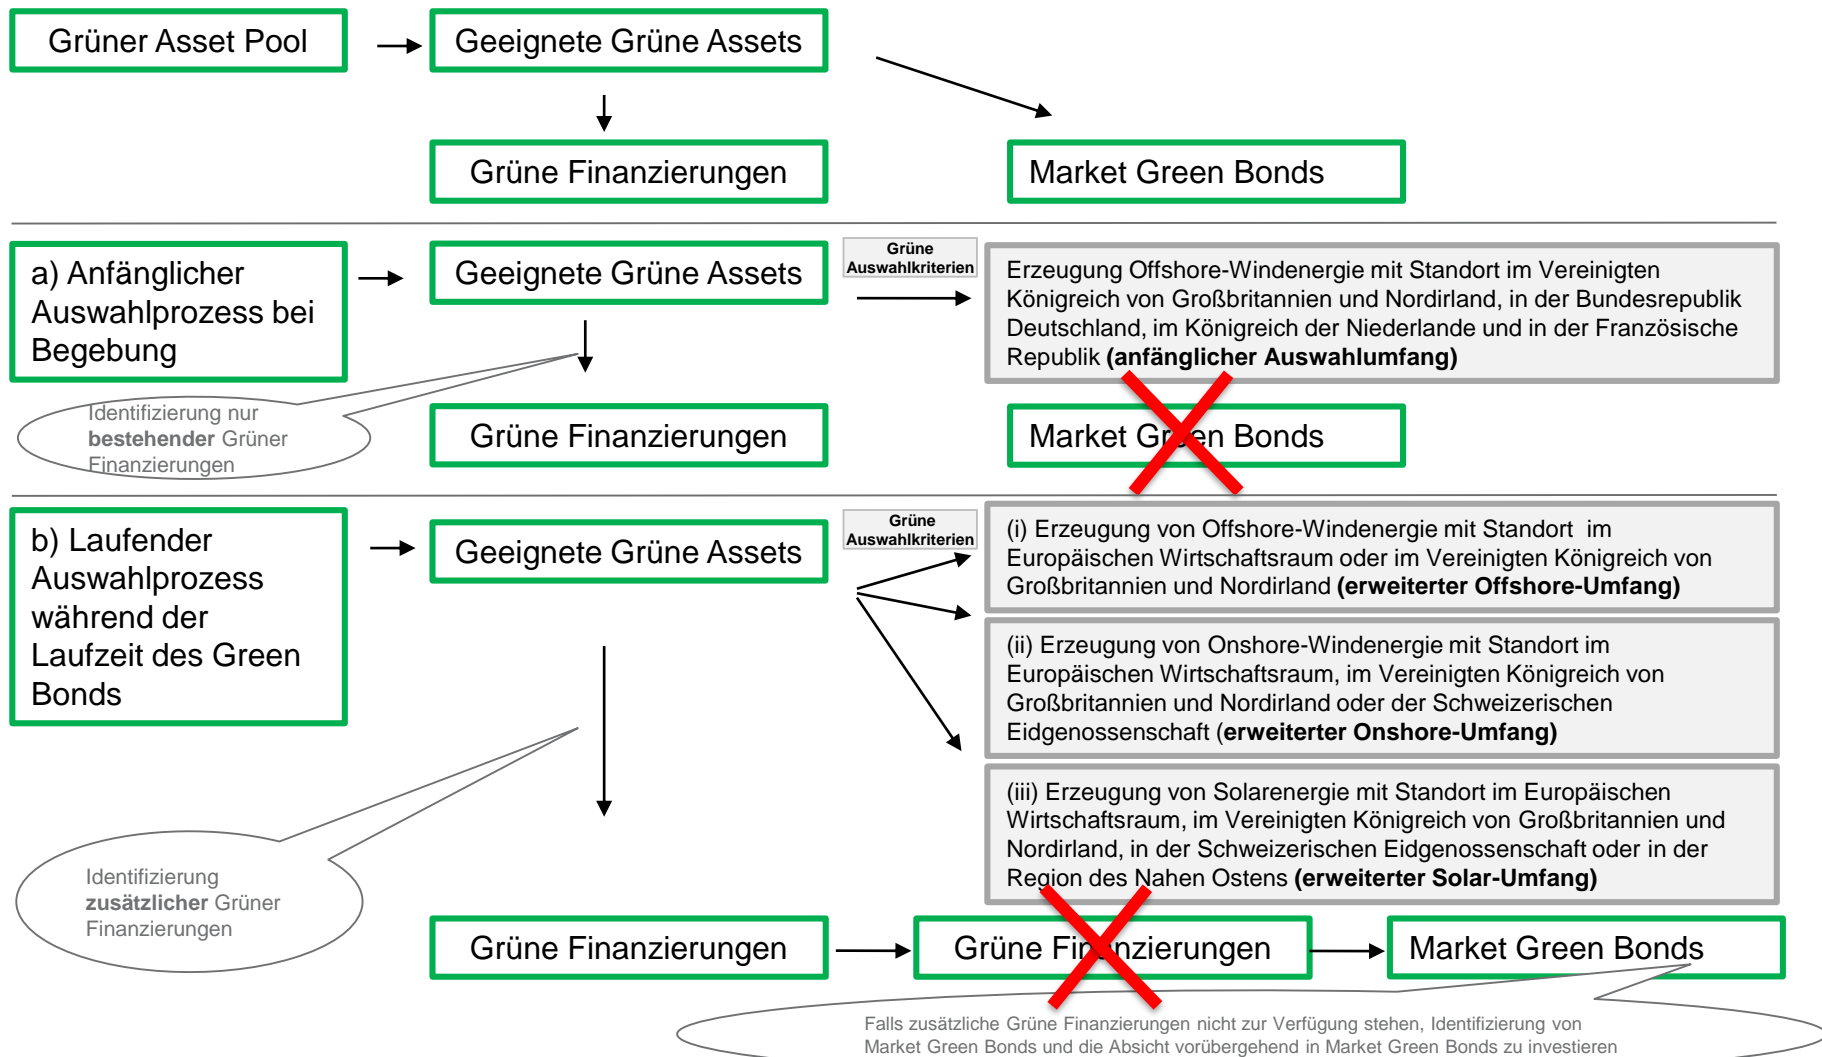 Grüner Asset Pool
Geeignete Grüne Assets
Grüne Finanzierungen
Market Green Bonds
a) Anfänglicher
Auswahlprozess bei
Begebung
Geeignete Grüne Assets
Grüne
Auswahlkriterien
Erzeugung Offshore-Windenergie mit Standort im Vereinigten
Königreich von Großbritannien und Nordirland, in der Bundesrepublik
Deutschland, im Königreich der Niederlande und in der Französische
Republik (anfänglicher Auswahlumfang)
Identifizierung nur
bestehender Grüner
Finanzierungen
Grüne Finanzierungen
Market Green Bonds
b) Laufender
Auswahlprozess
während der
Laufzeit des Green
Bonds
Geeignete Grüne Assets
Grüne
Auswahlkriterien
(i) Erzeugung von Offshore-Windenergie mit Standort im
Europäischen Wirtschaftsraum oder im Vereinigten Königreich von
Großbritannien und Nordirland (erweiterter Offshore-Umfang)
(ii) Erzeugung von Onshore-Windenergie mit Standort im
Europäischen Wirtschaftsraum, im Vereinigten Königreich von
Großbritannien und Nordirland oder der Schweizerischen
Eidgenossenschaft (erweiterter Onshore-Umfang)
(iii) Erzeugung von Solarenergie mit Standort im Europäischen
Wirtschaftsraum, im Vereinigten Königreich von Großbritannien und
Nordirland, in der Schweizerischen Eidgenossenschaft oder in der
Region des Nahen Ostens (erweiterter Solar-Umfang)
Identifizierung
zusätzlicher Grüner
Finanzierungen
Grüne Finanzierungen
Grüne Finanzierungen
Market Green Bonds
Falls zusätzliche Grüne Finanzierungen nicht zur Verfügung stehen, Identifizierung von
Market Green Bonds und die Absicht vorübergehend in Market Green Bonds zu investieren